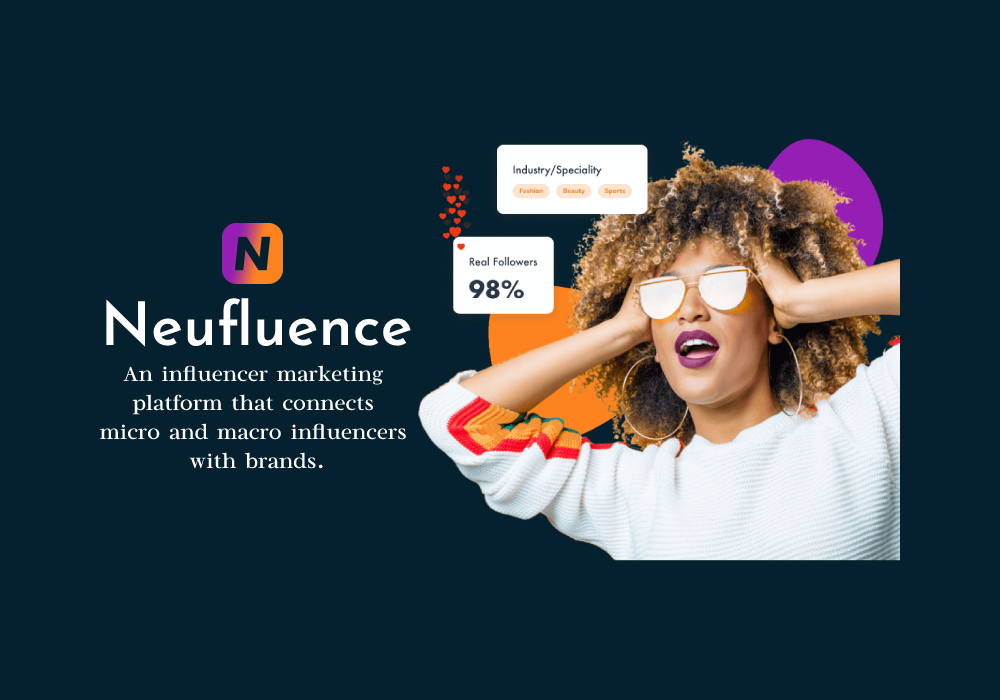 N
Neufluence
An influencer marketing
platform that connects
micro and macro influencers
with brands.
Industry/Speciality
Fashion Beauty Sports
Real Followers
98%